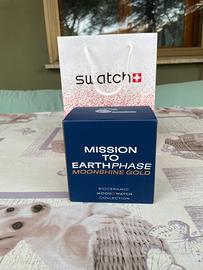 swatch
MISSION
TO
EARTHPHASE
MOONSHINE GOLD
BIOCERAMIC
MOONSWATCH
COLLECTION